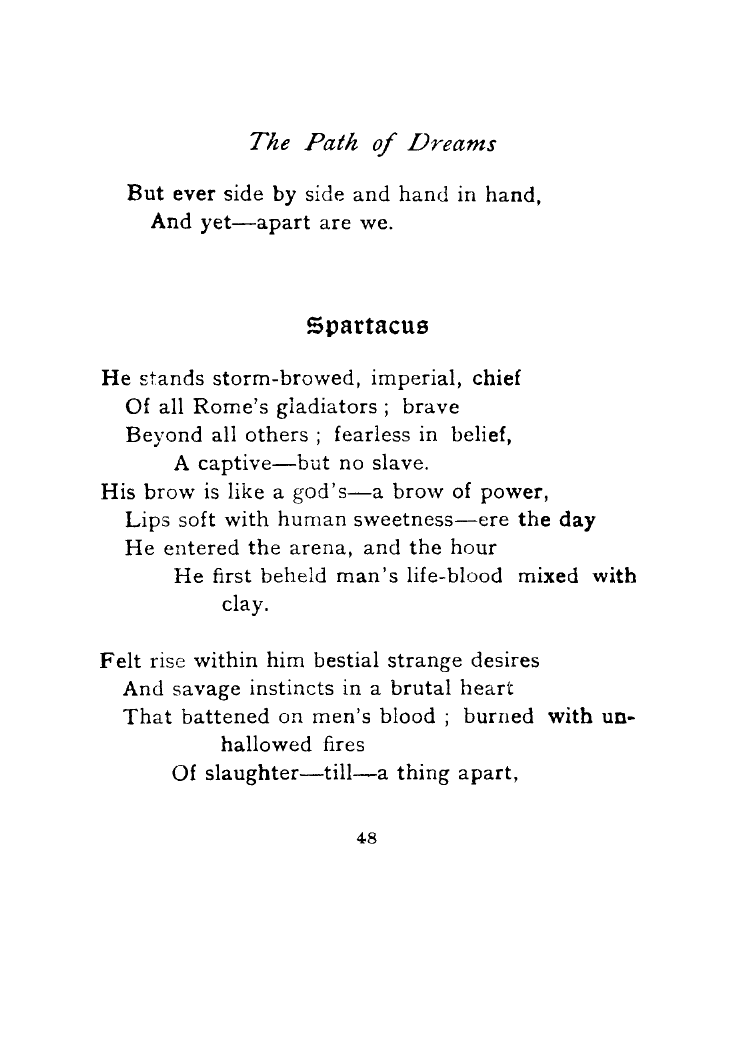 The Path of Dreams
But ever side by side and hand in hand,
And yet—apart are we.
Spartacus
He stands storm-browed, imperial, chief
Of all Rome's gladiators ; brave
Beyond all others ; fearless in belief,
A captive—but no slave.
His brow is like a god's—a brow of power,
Lips soft with human sweetness—ere the day
He entered the arena, and the hour
He first beheld man's life-blood mixed with
clay.
Felt rise within him bestial strange desires
And savage instincts in a brutal heart
That battened on men's blood ; burned with un-
hallowed fires
Of slaughter—till—a thing apart,
48